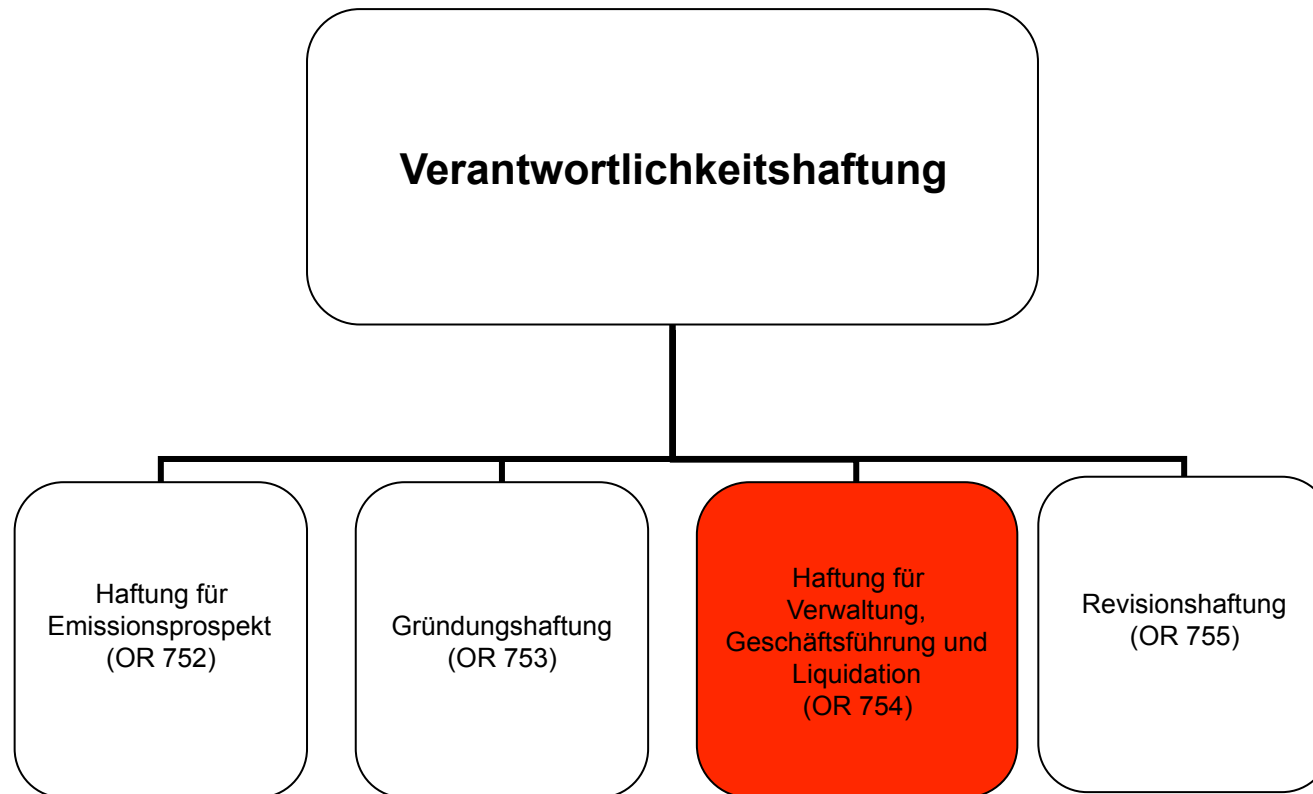 Verantwortlichkeitshaftung
Haftung für
Emissionsprospekt
(OR 752)
Gründungshaftung
(OR 753)
Haftung für
Verwaltung,
Geschäftsführung und
Liquidation
(OR 754)
Revisionshaftung
(OR 755)